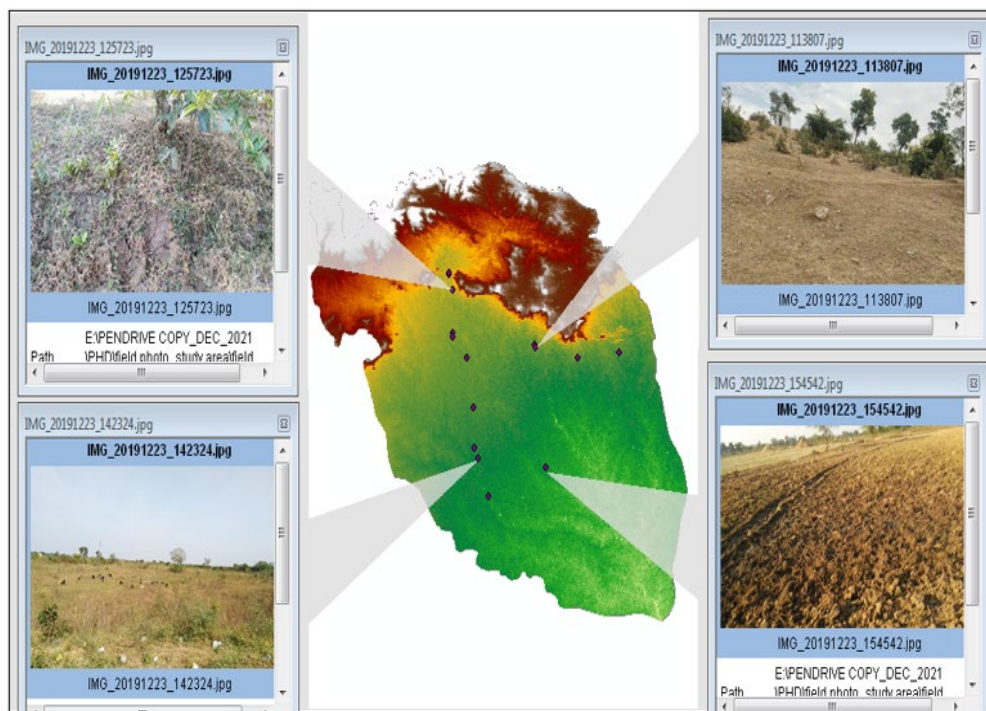 IMG_20191223_125723.jpg
IMG_20191223_125723.jpg
IMG_20191223_125723.jpg
E:\PENDRIVE COPY_DEC_2021
Path \PHD\field photo_study area\field
IMG_20191223_142324.jpg
IMG_20191223_142324.jpg
IMG_20191223_142324.jpg
IMG_20191223_113807.jpg
IMG_20191223_113807.jpg
IMG_20191223_113807.jpg
IMG_20191223_154542.jpg
IMG_20191223_154542.jpg
IMG_20191223_154542.jpg
E:\PENDRIVE COPY_DEC_2021
Path \PHD\field photo_study area\field